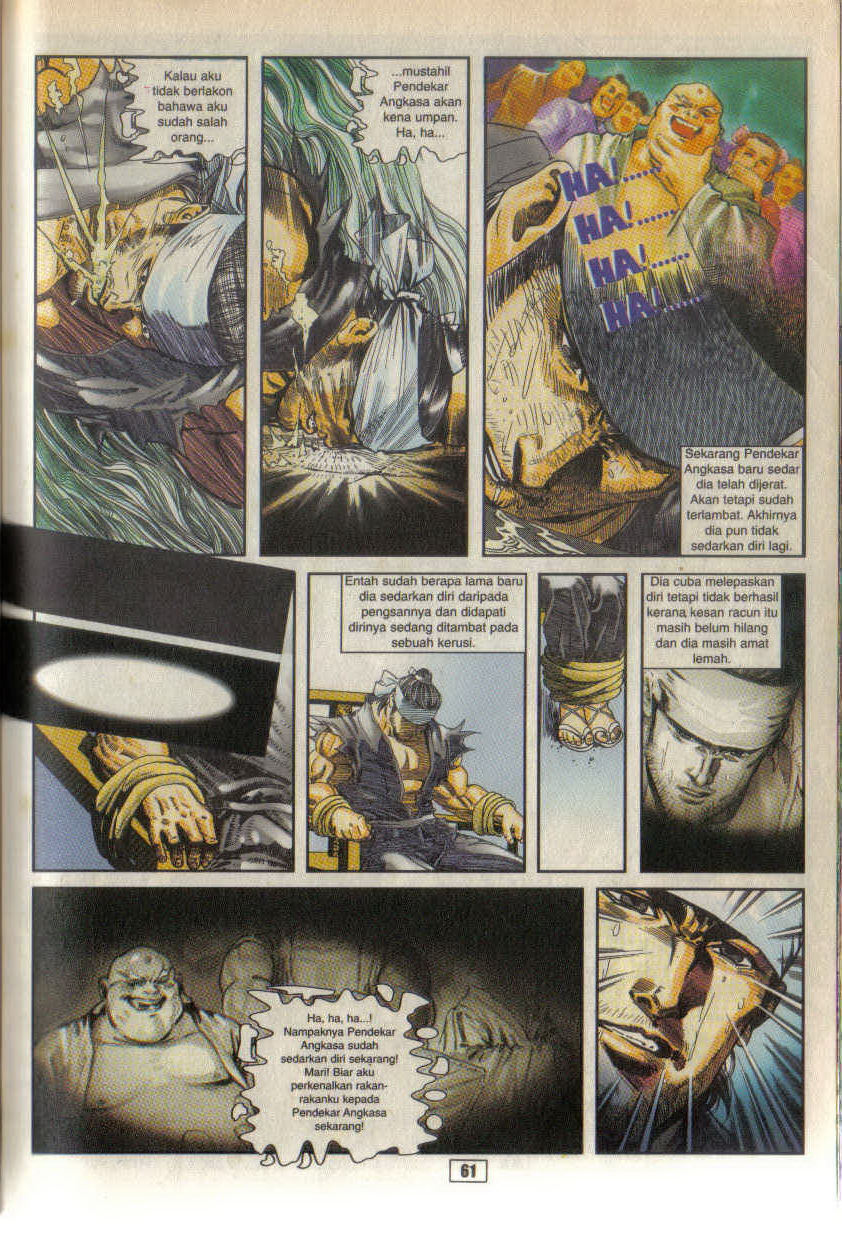 Kalau aku
tidak berlakon
bahawa aku
sudah salah
orang...
...mustahil
Pendekar
Angkasa akan
kena umpan.
Ha, ha...
HA!......
HA!......
HA!......
HA!......
Sekarang Pendekar
Angkasa baru sedar
dia telah dijerat.
Akan tetapi sudah
terlambat. Akhirnya
dia pun tidak
sedarkan diri lagi.
Entah sudah berapa lama baru
dia sedarkan diri daripada
pengsannya dan didapati
dirinya sedang ditambat pada
sebuah kerusi.
Dia cuba melepaskan
diri tetapi tidak berhasil
kerana kesan racun itu
masih belum hilang
dan dia masih amat
lemah.
Ha, ha, ha...!
Nampaknya Pendekar
Angkasa sudah
sedarkan diri sekarang!
Mari! Biar aku
perkenalkan rakan-
rakanku kepada
Pendekar Angkasa
sekarang!
61